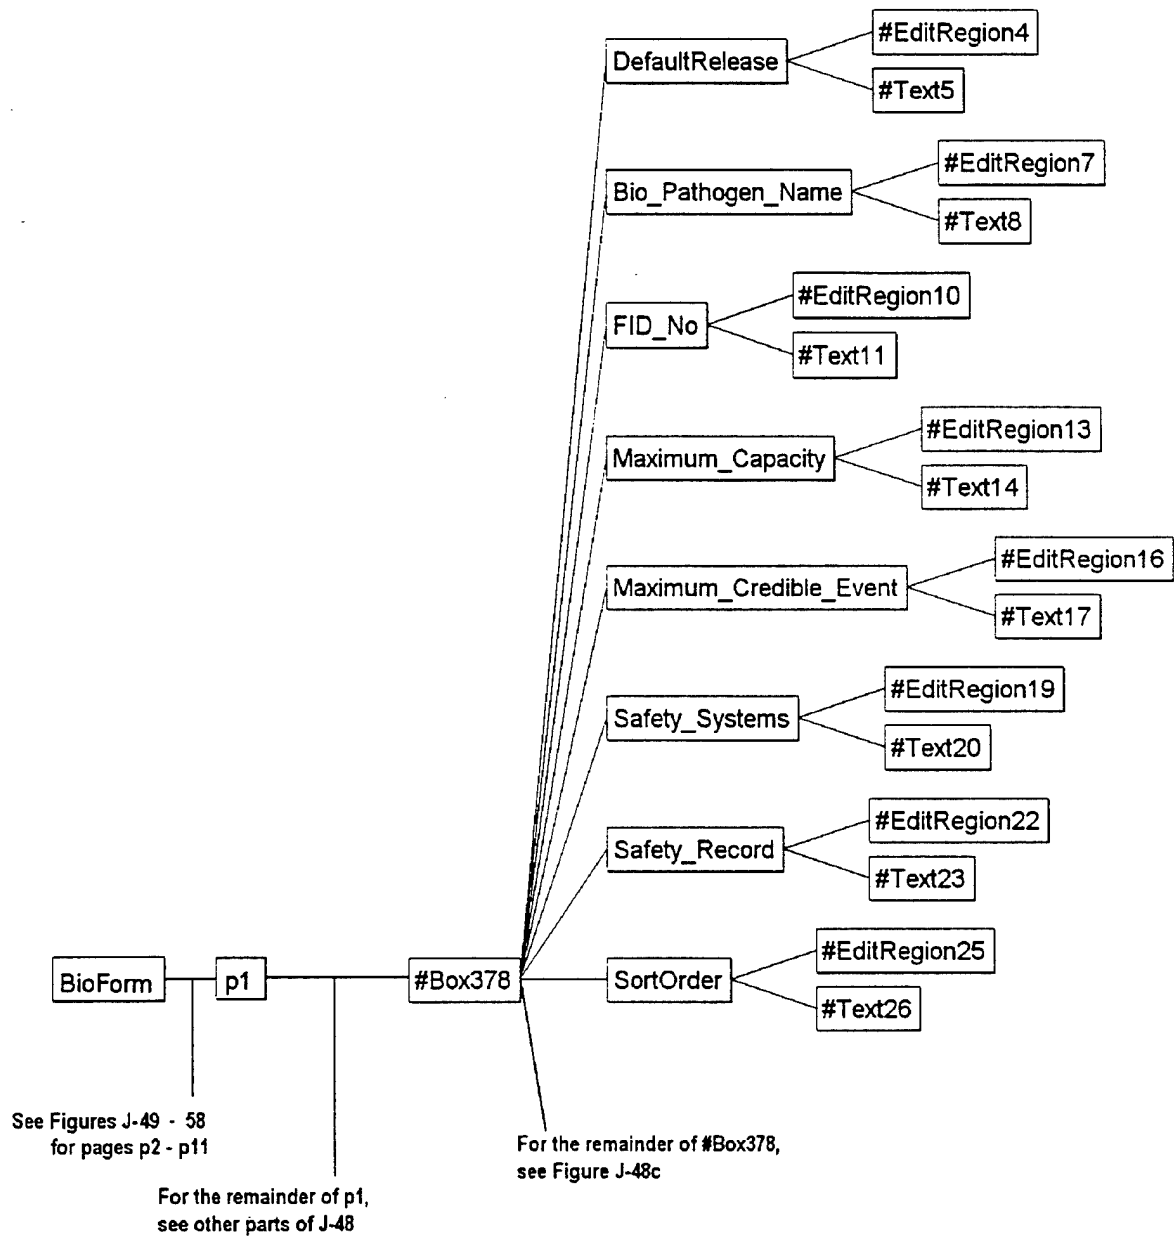 #EditRegion4
DefaultRelease
#Text5
#EditRegion7
Bio_Pathogen_Name
#Text8
#EditRegion10
FID_No
#Text11
#EditRegion13
Maximum_Capacity
#Text14
#EditRegion16
Maximum_Credible_Event
#Text17
#EditRegion19
Safety_Systems
#Text20
#EditRegion22
Safety_Record
#Text23
BioForm
p1
#Box378
SortOrder
#EditRegion25
#Text26
See Figures J-49 - 58
for pages p2 - p11
For the remainder of p1,
see other parts of J-48
For the remainder of #Box378,
see Figure J-48c